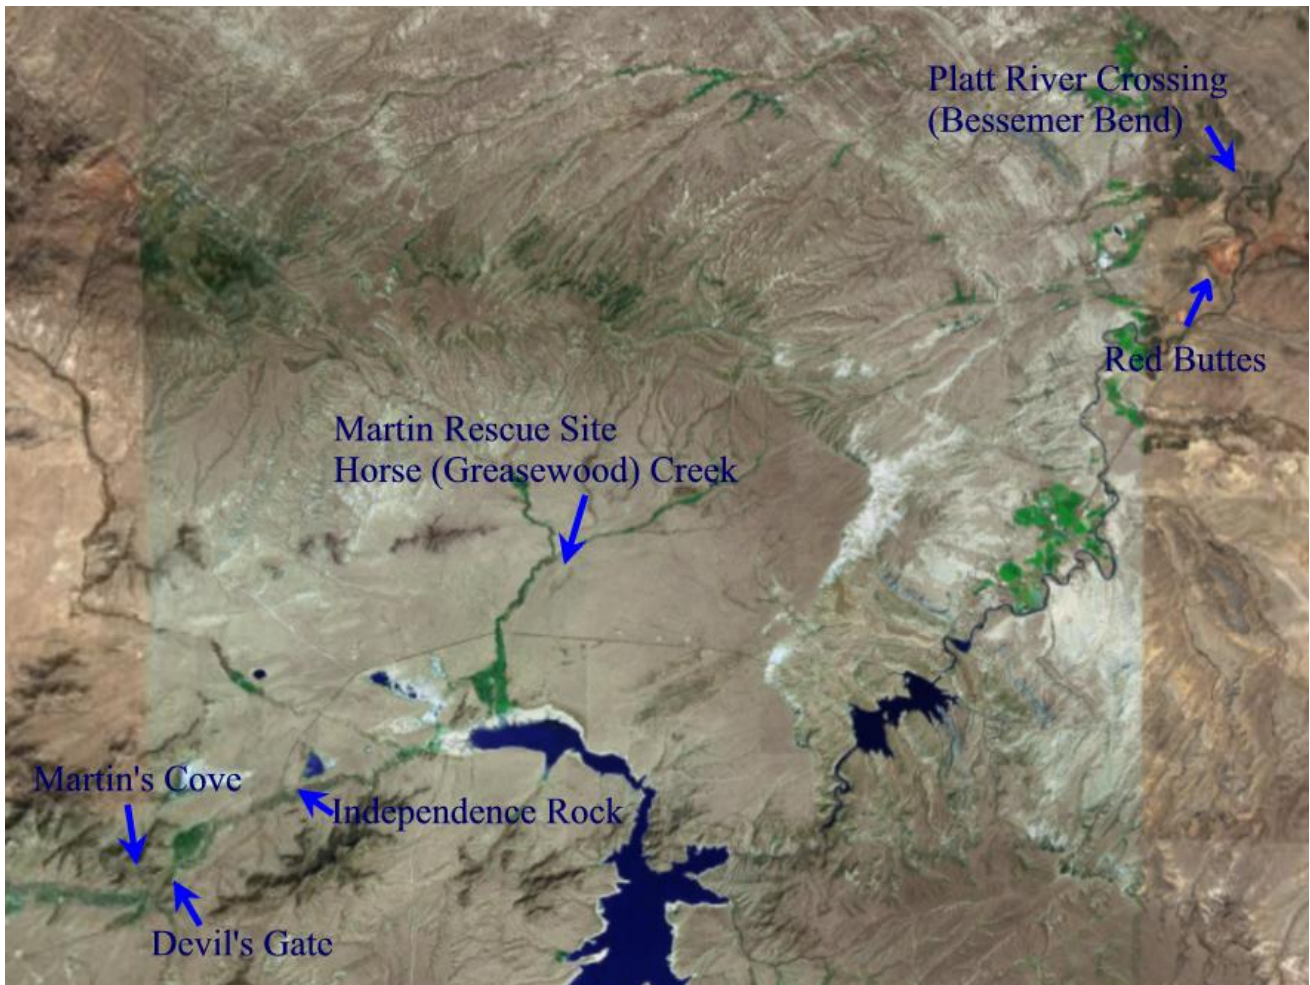 Platt River Crossing
(Bessemer Bend)
Red Buttes
Martin Rescue Site
Horse (Greasewood) Creek
Martin's Cove
Independence Rock
Devil's Gate